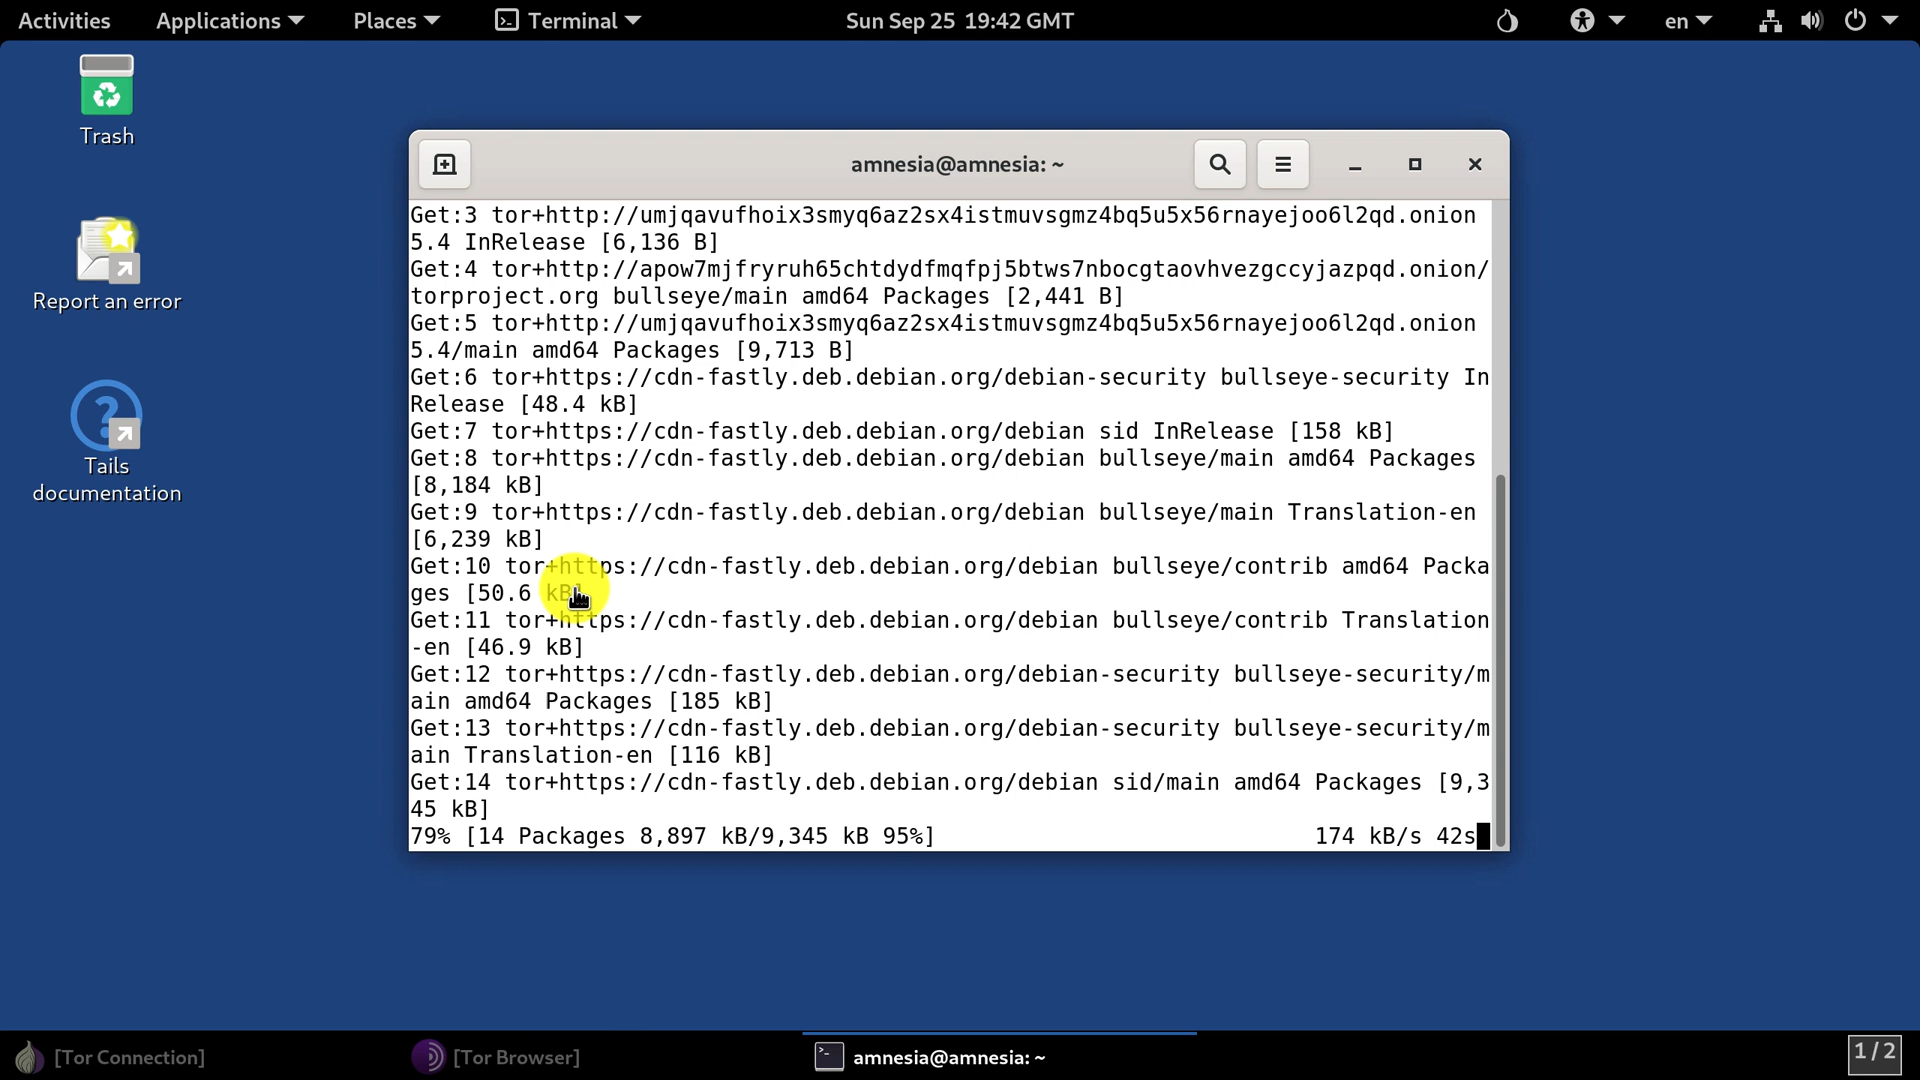 Activities Applications Places Terminal Sun Sep 25 19:42 GMT en
Trash
Report an error
Tails
documentation
amnesia@amnesia: ~
Get:3 tor+http://umjqavufhoix3smyq6az2sx4istmuvsgmz4bq5u5x56rnayejoo6l2qd.onion
5.4 InRelease [6,136 B]
Get:4 tor+http://apow7mjfryruh65chtdydfmqfpj5btws7nbocgtaovhvezgccyjazpqd.onion/
torproject.org bullseye/main amd64 Packages [2,441 B]
Get:5 tor+http://umjqavufhoix3smyq6az2sx4istmuvsgmz4bq5u5x56rnayejoo6l2qd.onion
5.4/main amd64 Packages [9,713 B]
Get:6 tor+https://cdn-fastly.deb.debian.org/debian-security bullseye-security In
Release [48.4 kB]
Get:7 tor+https://cdn-fastly.deb.debian.org/debian sid InRelease [158 kB]
Get:8 tor+https://cdn-fastly.deb.debian.org/debian bullseye/main amd64 Packages
[8,184 kB]
Get:9 tor+https://cdn-fastly.deb.debian.org/debian bullseye/main Translation-en
[6,239 kB]
Get:10 tor+https://cdn-fastly.deb.debian.org/debian bullseye/contrib amd64 Packa
ges [50.6 kB]
Get:11 tor+https://cdn-fastly.deb.debian.org/debian bullseye/contrib Translation
-en [46.9 kB]
Get:12 tor+https://cdn-fastly.deb.debian.org/debian-security bullseye-security/m
ain amd64 Packages [185 kB]
Get:13 tor+https://cdn-fastly.deb.debian.org/debian-security bullseye-security/m
ain Translation-en [116 kB]
Get:14 tor+https://cdn-fastly.deb.debian.org/debian sid/main amd64 Packages [9,3
45 kB]
79% [14 Packages 8,897 kB/9,345 kB 95%] 174 kB/s 42s
[Tor Connection] [Tor Browser] amnesia@amnesia: ~ 1/2